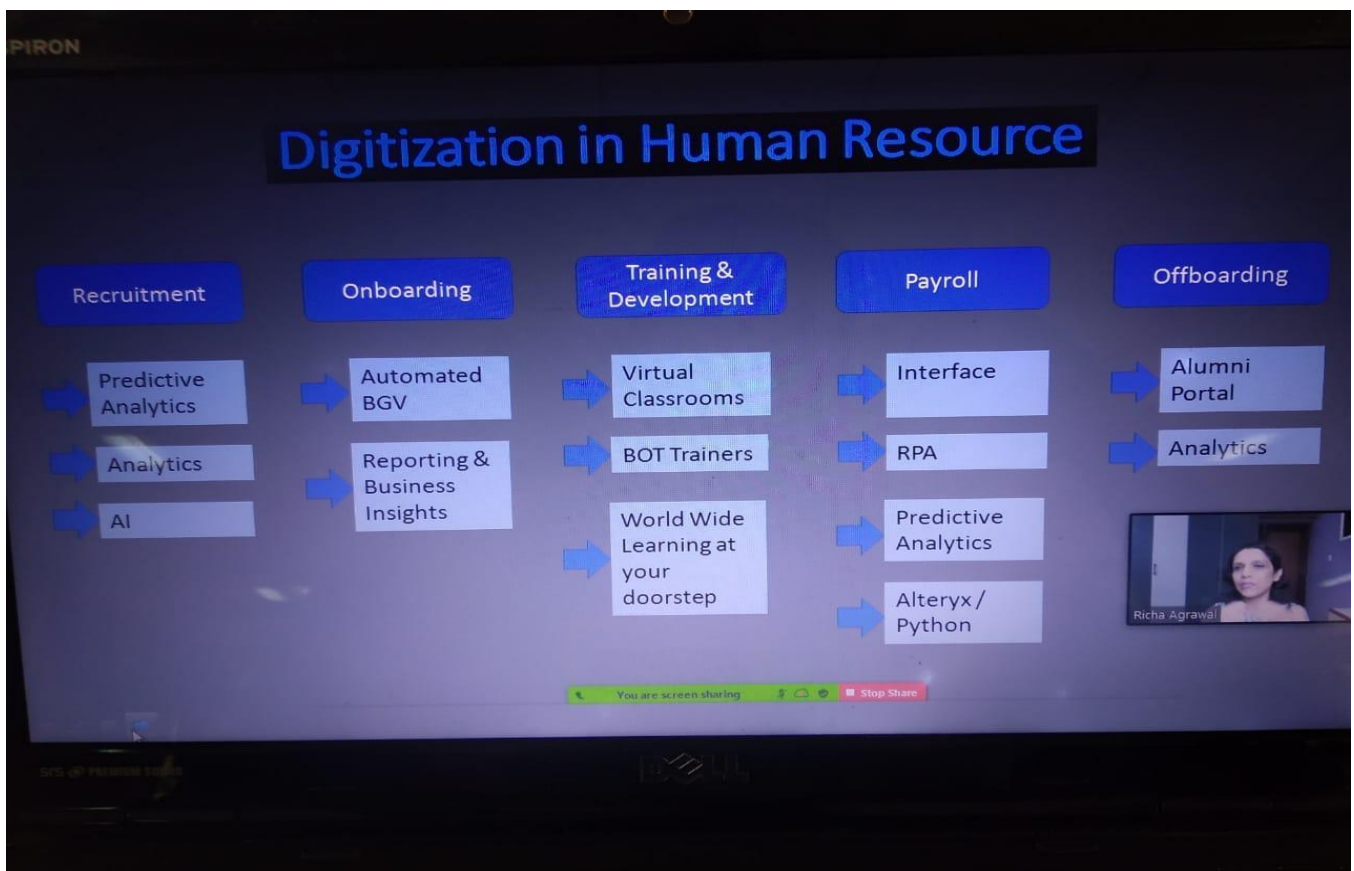 PIRON
Digitization in Human Resource
Recruitment
Predictive
Analytics
Analytics
AI
Onboarding
Automated
BGV
Reporting &
Business
Insights
Training &
Development
Virtual
Classrooms
BOT Trainers
World Wide
Learning at
your
doorstep
Payroll
Interface
RPA
Predictive
Analytics
Alteryx /
Python
Offboarding
Alumni
Portal
Analytics
Richa Agrawal
You are screen sharing
Stop Share
DELL